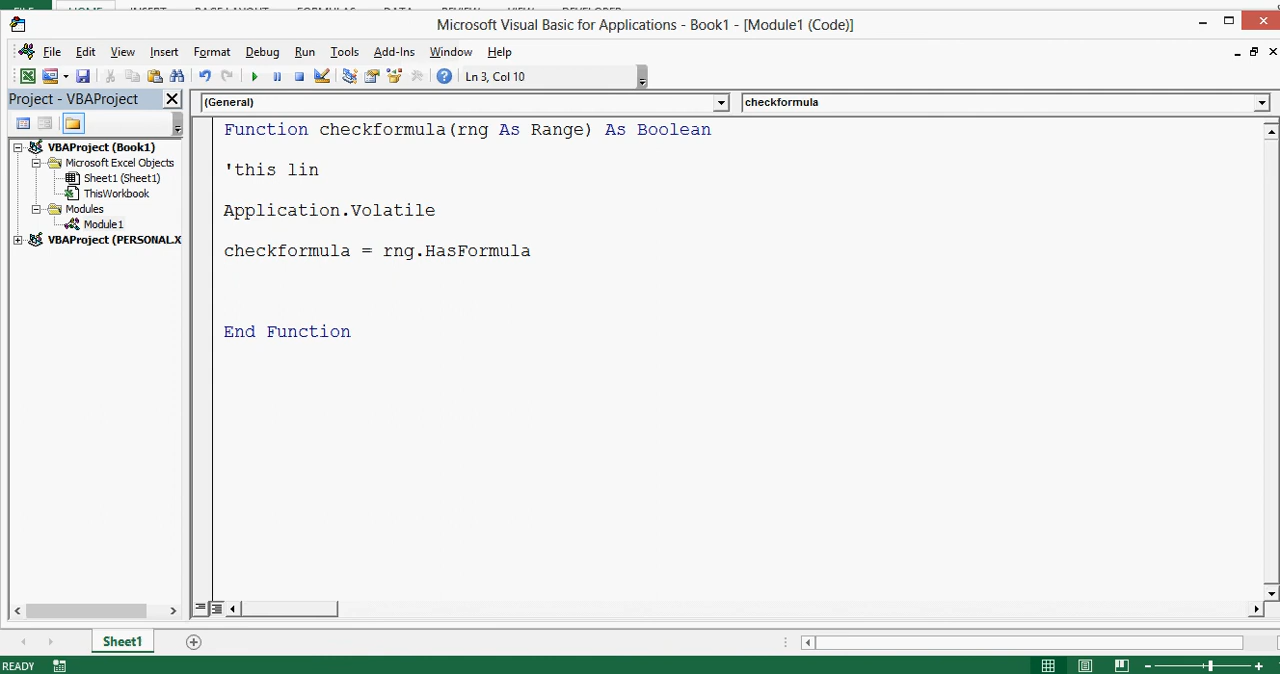 Microsoft Visual Basic for Applications - Book1 - [Module1 (Code)]
File Edit View Insert Format Debug Run Tools Add-Ins Window Help
Ln 3, Col 10
Project - VBAProject
(General)
checkformula
VBAProject (Book1)
Microsoft Excel Objects
Sheet1 (Sheet1)
ThisWorkbook
Modules
Module1
VBAProject (PERSONAL.X
Function checkformula(rng As Range) As Boolean
'this lin
Application.Volatile
checkformula = rng.HasFormula
End Function
Sheet1
READY